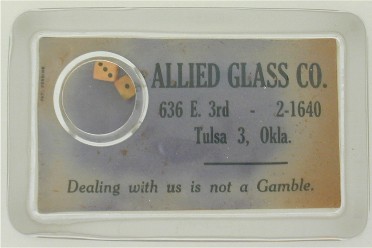 ALLIED GLASS CO.
636 E. 3rd - 2-1640
Tulsa 3, Okla.
Dealing with us is not a Gamble.